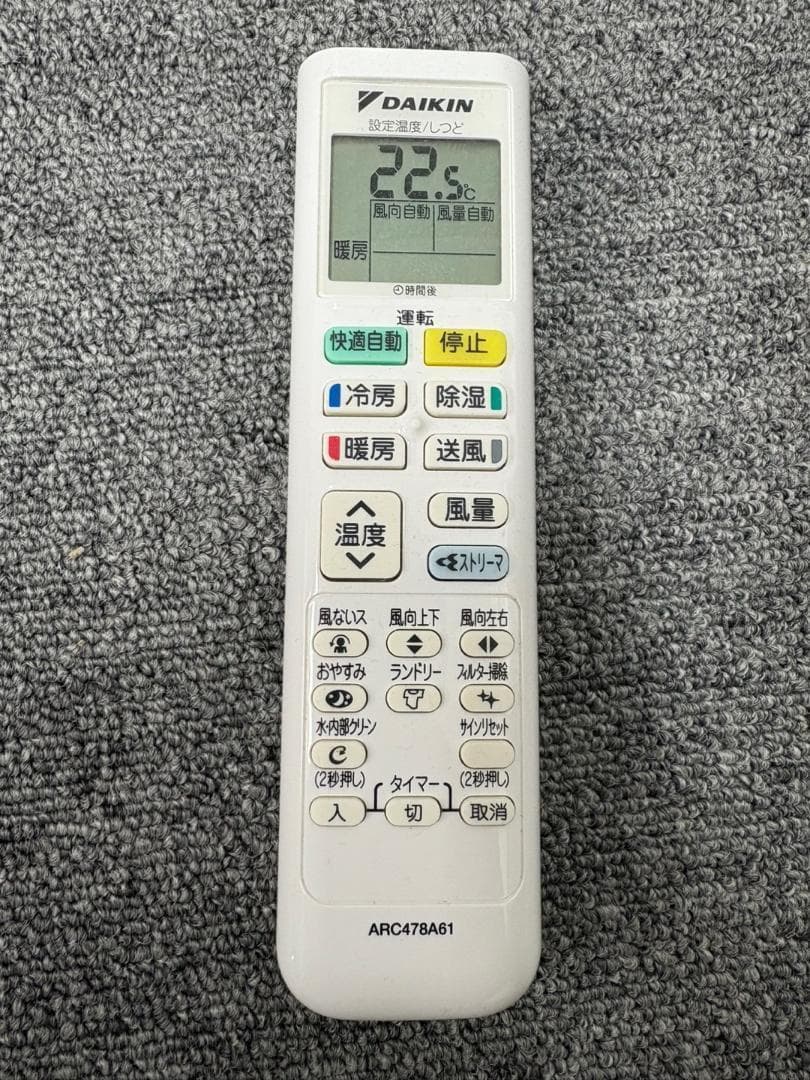 DAIKIN
設定温度/しつど
22.5℃
風向自動 風量自動
暖房
時間後
運転
快適自動 停止
冷房 除湿
暖房 送風
温度 風量
ストリーマ
風ないス 風向上下 風向左右
おやすみ ランドリー フィルター掃除
水内部クリーン サインリセット
(2秒押し) タイマー (2秒押し)
入 切 取消
ARC478A61